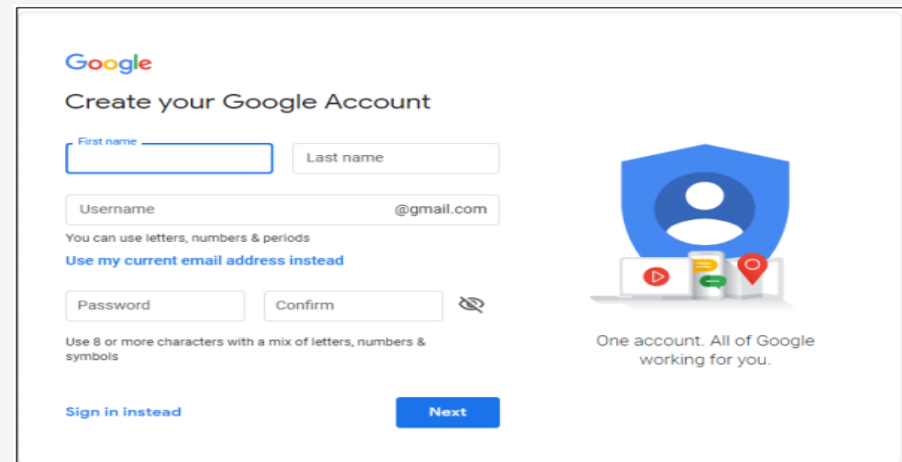 Google
Create your Google Account
First name
Last name
Username @gmail.com
You can use letters, numbers & periods
Use my current email address instead
Password Confirm
Use 8 or more characters with a mix of letters, numbers &
symbols
One account. All of Google
working for you.
Sign in instead Next